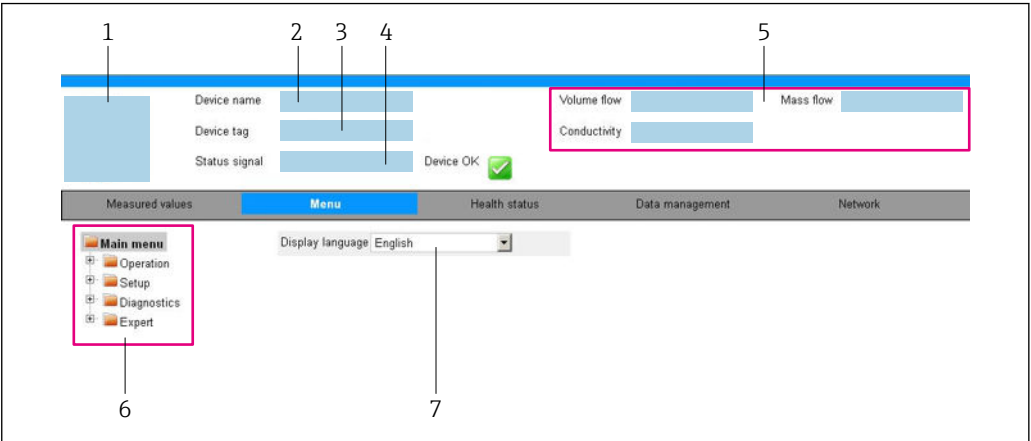 1 2 3 4 5
Device name Volume flow Mass flow
Device tag Conductivity
Status signal Device OK
Measured values Menu Health status Data management Network
Main menu Display language English
Operation
Setup
Diagnostics
Expert
6 7